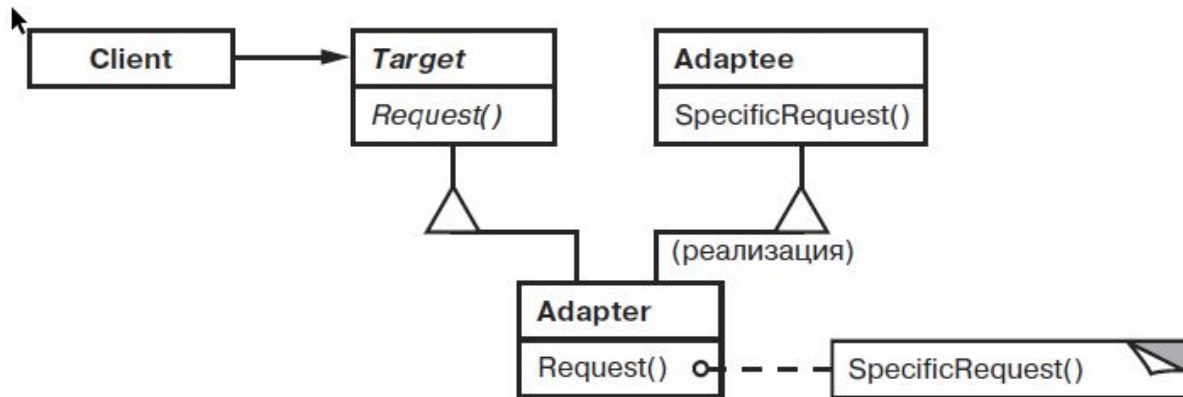 Client
Target
Request()
Adaptee
SpecificRequest()
(реализация)
Adapter
Request()
SpecificRequest()